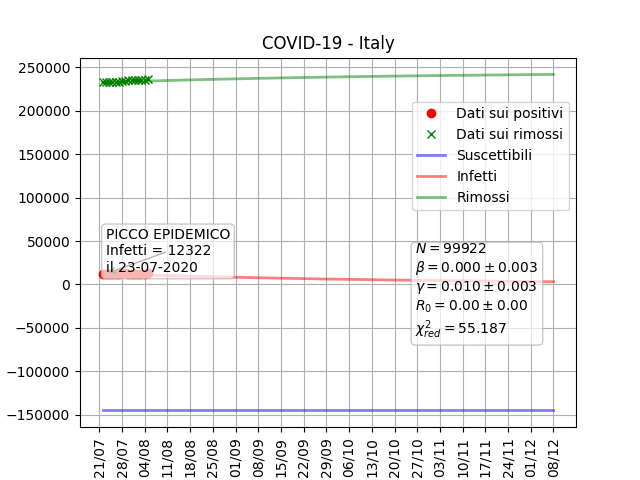 COVID-19 - Italy
250000
200000
150000
100000
50000
0
−50000
−100000
−150000
Dati sui positivi
Dati sui rimossi
Suscettibili
Infetti
Rimossi
PICCO EPIDEMICO
Infetti = 12322
il 23-07-2020
N = 99922
β = 0.000 ± 0.003
γ = 0.010 ± 0.003
R₀ = 0.00 ± 0.00
χ²red = 55.187
21/07
28/07
04/08
11/08
18/08
25/08
01/09
08/09
15/09
22/09
29/09
06/10
13/10
20/10
27/10
03/11
10/11
17/11
24/11
01/12
08/12